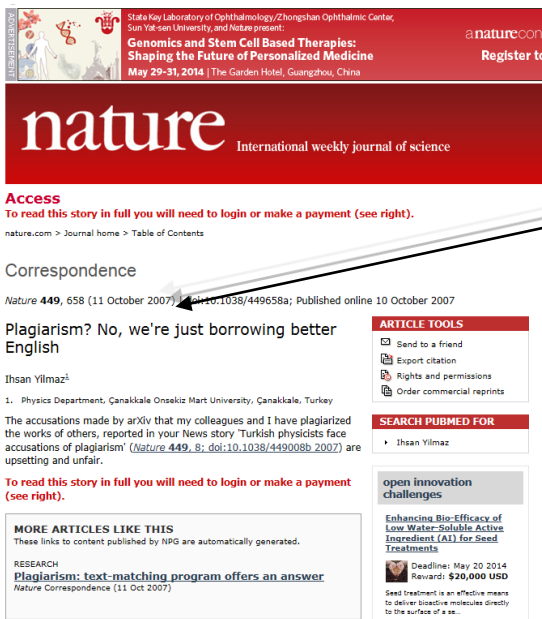 ADVERTISEMENT
State Key Laboratory of Ophthalmology/Zhongshan Ophthalmic Center,
Sun Yat-sen University, and Nature present:
Genomics and Stem Cell Based Therapies:
Shaping the Future of Personalized Medicine
May 29-31, 2014 | The Garden Hotel, Guangzhou, China
a naturecon
Register to
nature International weekly journal of science
Access
To read this story in full you will need to login or make a payment (see right).
nature.com > Journal home > Table of Contents
Correspondence
Nature 449, 658 (11 October 2007) | doi:10.1038/449658a; Published online 10 October 2007
Plagiarism? No, we're just borrowing better
English
Ihsan Yilmaz1
1. Physics Department, Çanakkale Onsekiz Mart University, Çanakkale, Turkey
The accusations made by arXiv that my colleagues and I have plagiarized
the works of others, reported in your News story 'Turkish physicists face
accusations of plagiarism' (Nature 449, 8; doi:10.1038/449008b 2007) are
upsetting and unfair.
To read this story in full you will need to login or make a payment
(see right).
MORE ARTICLES LIKE THIS
These links to content published by NPG are automatically generated.
RESEARCH
Plagiarism: text-matching program offers an answer
Nature Correspondence (11 Oct 2007)
ARTICLE TOOLS
Send to a friend
Export citation
Rights and permissions
Order commercial reprints
SEARCH PUBMED FOR
Ihsan Yilmaz
open innovation
challenges
Enhancing Bio-Efficacy of
Low Water-Soluble Active
Ingredient (AI) for Seed
Treatments
Deadline: May 20 2014
Reward: $20,000 USD
Seed treatment is an effective means
to deliver bioactive molecules directly
to the surface of a se...